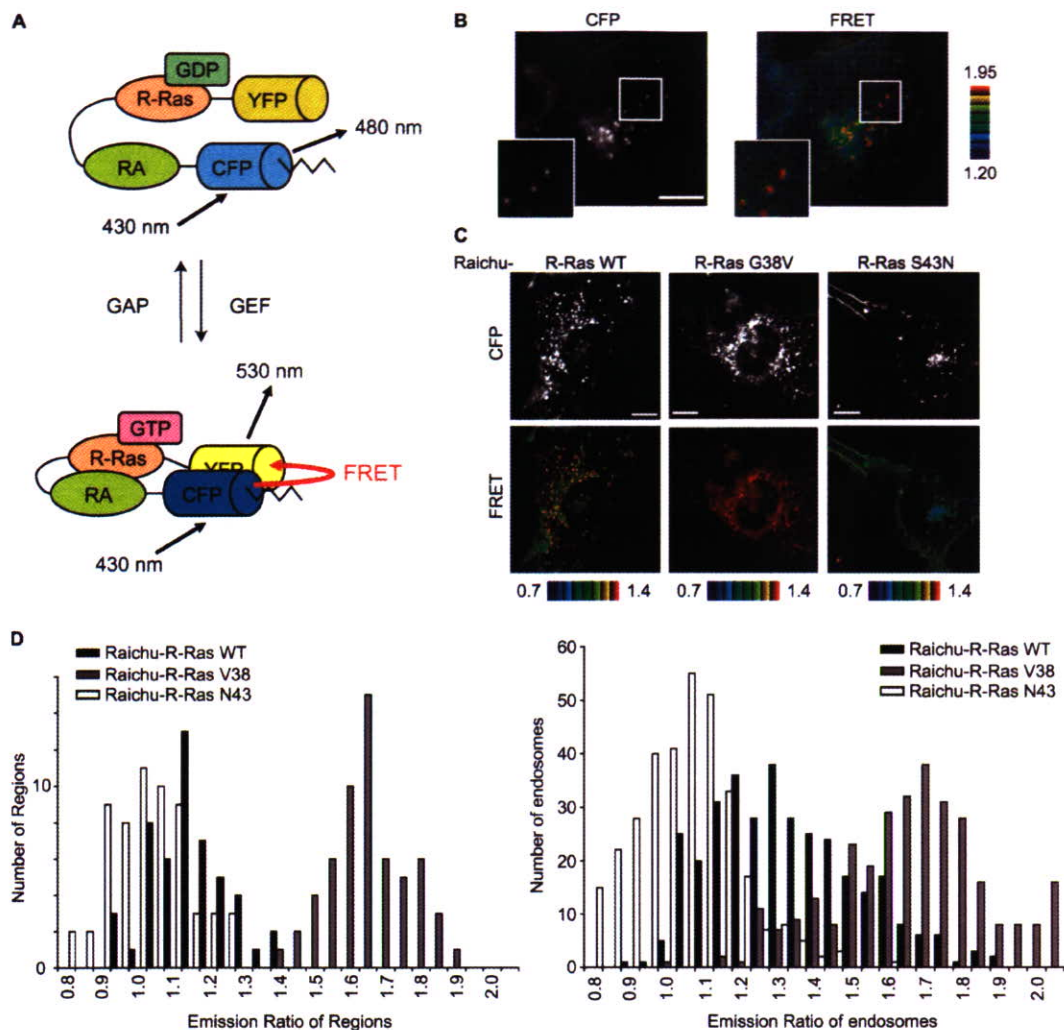 A
GDP
R-Ras
YFP
480 nm
RA
CFP
430 nm
GAP
GEF
530 nm
GTP
R-Ras
YFP
FRET
RA
CFP
430 nm
B
CFP
FRET
1.95
1.20
C
Raichu-
R-Ras WT
R-Ras G38V
R-Ras S43N
CFP
FRET
0.7
1.4
0.7
1.4
0.7
1.4
D
Raichu-R-Ras WT
Raichu-R-Ras V38
Raichu-R-Ras N43
Number of Regions
10
0
0.8
0.9
1.0
1.1
1.2
1.3
1.4
1.5
1.6
1.7
1.8
1.9
2.0
Emission Ratio of Regions
Raichu-R-Ras WT
Raichu-R-Ras V38
Raichu-R-Ras N43
Number of endosomes
60
50
40
30
20
10
0
0.8
0.9
1.0
1.1
1.2
1.3
1.4
1.5
1.6
1.7
1.8
1.9
2.0
Emission Ratio of endosomes